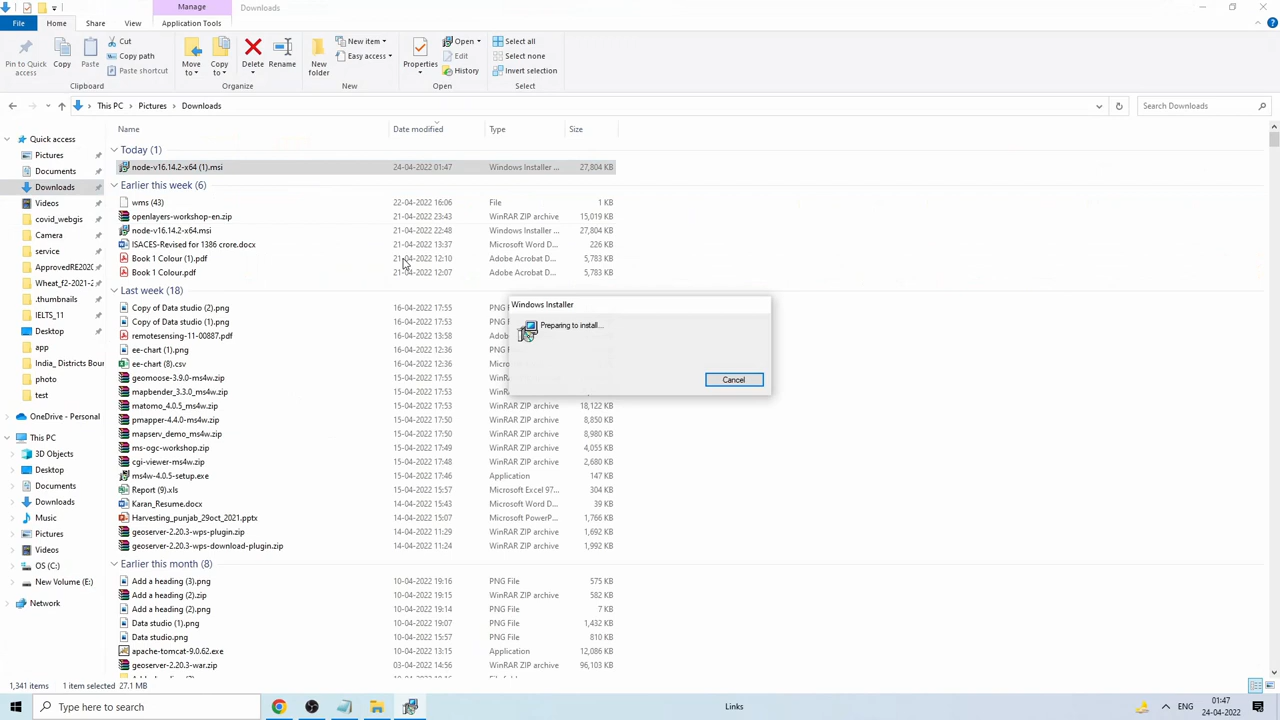 Manage
Downloads
File
Home
Share
View
Application Tools
Pin to Quick access
Copy
Cut
Copy path
Paste shortcut
Clipboard
Move to
Copy to
Delete
Rename
Organize
New folder
New item
Easy access
New
Properties
Open
Edit
History
Open
Select all
Select none
Invert selection
Select
This PC > Pictures > Downloads
Search Downloads
Name Date modified Type Size
Today (1)
node-v16.14.2-x64 (1).msi 24-04-2022 01:47 Windows Installer ... 27,804 KB
Earlier this week (6)
wms (43) 22-04-2022 16:06 File 1 KB
openlayers-workshop-en.zip 21-04-2022 23:43 WinRAR ZIP archive 15,019 KB
node-v16.14.2-x64.msi 21-04-2022 22:48 Windows Installer ... 27,804 KB
ISACES-Revised for 1386 crore.docx 21-04-2022 13:37 Microsoft Word D... 226 KB
Book 1 Colour (1).pdf 21-04-2022 12:10 Adobe Acrobat D... 5,783 KB
Book 1 Colour.pdf 21-04-2022 12:07 Adobe Acrobat D... 5,783 KB
Last week (18)
Copy of Data studio (2).png 16-04-2022 17:55 PNG F
Copy of Data studio (1).png 16-04-2022 17:55 PNG F
remotesensing-11-00887.pdf 16-04-2022 13:58 Adob
ee-chart (1).png 16-04-2022 12:36 PNG F
ee-chart (8).csv 16-04-2022 12:36 Micro
geomoose-3.9.0-ms4w.zip 15-04-2022 17:55 WinR
mapbender_3.3.0_ms4w.zip 15-04-2022 17:55 WinR
matomo_4.0.5_ms4w.zip 15-04-2022 17:55 WinRAR ZIP archive 18,122 KB
pmapper-4.4.0-ms4w.zip 15-04-2022 17:55 WinRAR ZIP archive 8,850 KB
mapserv_demo_ms4w.zip 15-04-2022 17:50 WinRAR ZIP archive 8,980 KB
ms-ogc-workshop.zip 15-04-2022 17:49 WinRAR ZIP archive 4,055 KB
cgi-viewer-ms4w.zip 15-04-2022 17:48 WinRAR ZIP archive 2,680 KB
ms4w-4.0.5-setup.exe 15-04-2022 17:46 Application 147 KB
Report (9).xls 15-04-2022 17:57 Microsoft Excel 97... 304 KB
Karan_Resume.docx 14-04-2022 15:43 Microsoft Word D... 39 KB
Harvesting_punjab_29oct_2021.pptx 14-04-2022 15:07 Microsoft PowerP... 1,766 KB
geoserver-2.20.3-wps-plugin.zip 14-04-2022 11:29 WinRAR ZIP archive 1,692 KB
geoserver-2.20.3-wps-download-plugin.zip 14-04-2022 11:24 WinRAR ZIP archive 1,992 KB
Earlier this month (8)
Add a heading (3).png 10-04-2022 19:16 PNG File 575 KB
Add a heading (2).zip 10-04-2022 19:15 WinRAR ZIP archive 582 KB
Add a heading (2).png 10-04-2022 19:14 PNG File 7 KB
Data studio (1).png 10-04-2022 19:07 PNG File 1,432 KB
Data studio.png 10-04-2022 15:57 PNG File 810 KB
apache-tomcat-9.0.62.exe 10-04-2022 13:15 Application 12,086 KB
geoserver-2.20.3-war.zip 03-04-2022 14:56 WinRAR ZIP archive 96,103 KB
Quick access
Pictures
Documents
Downloads
Videos
covid_webgis
Camera
service
ApprovedRE2020
Wheat_f2-2021-2
.thumbnails
IELTS_11
Desktop
app
India_ Districts Bour
photo
test
OneDrive - Personal
This PC
3D Objects
Desktop
Documents
Downloads
Music
Pictures
Videos
OS (C:)
New Volume (E:)
Network
Windows Installer
Preparing to install...
Cancel
1,341 items 1 item selected 27.1 MB
Type here to search
Links
ENG
01:47
24-04-2022